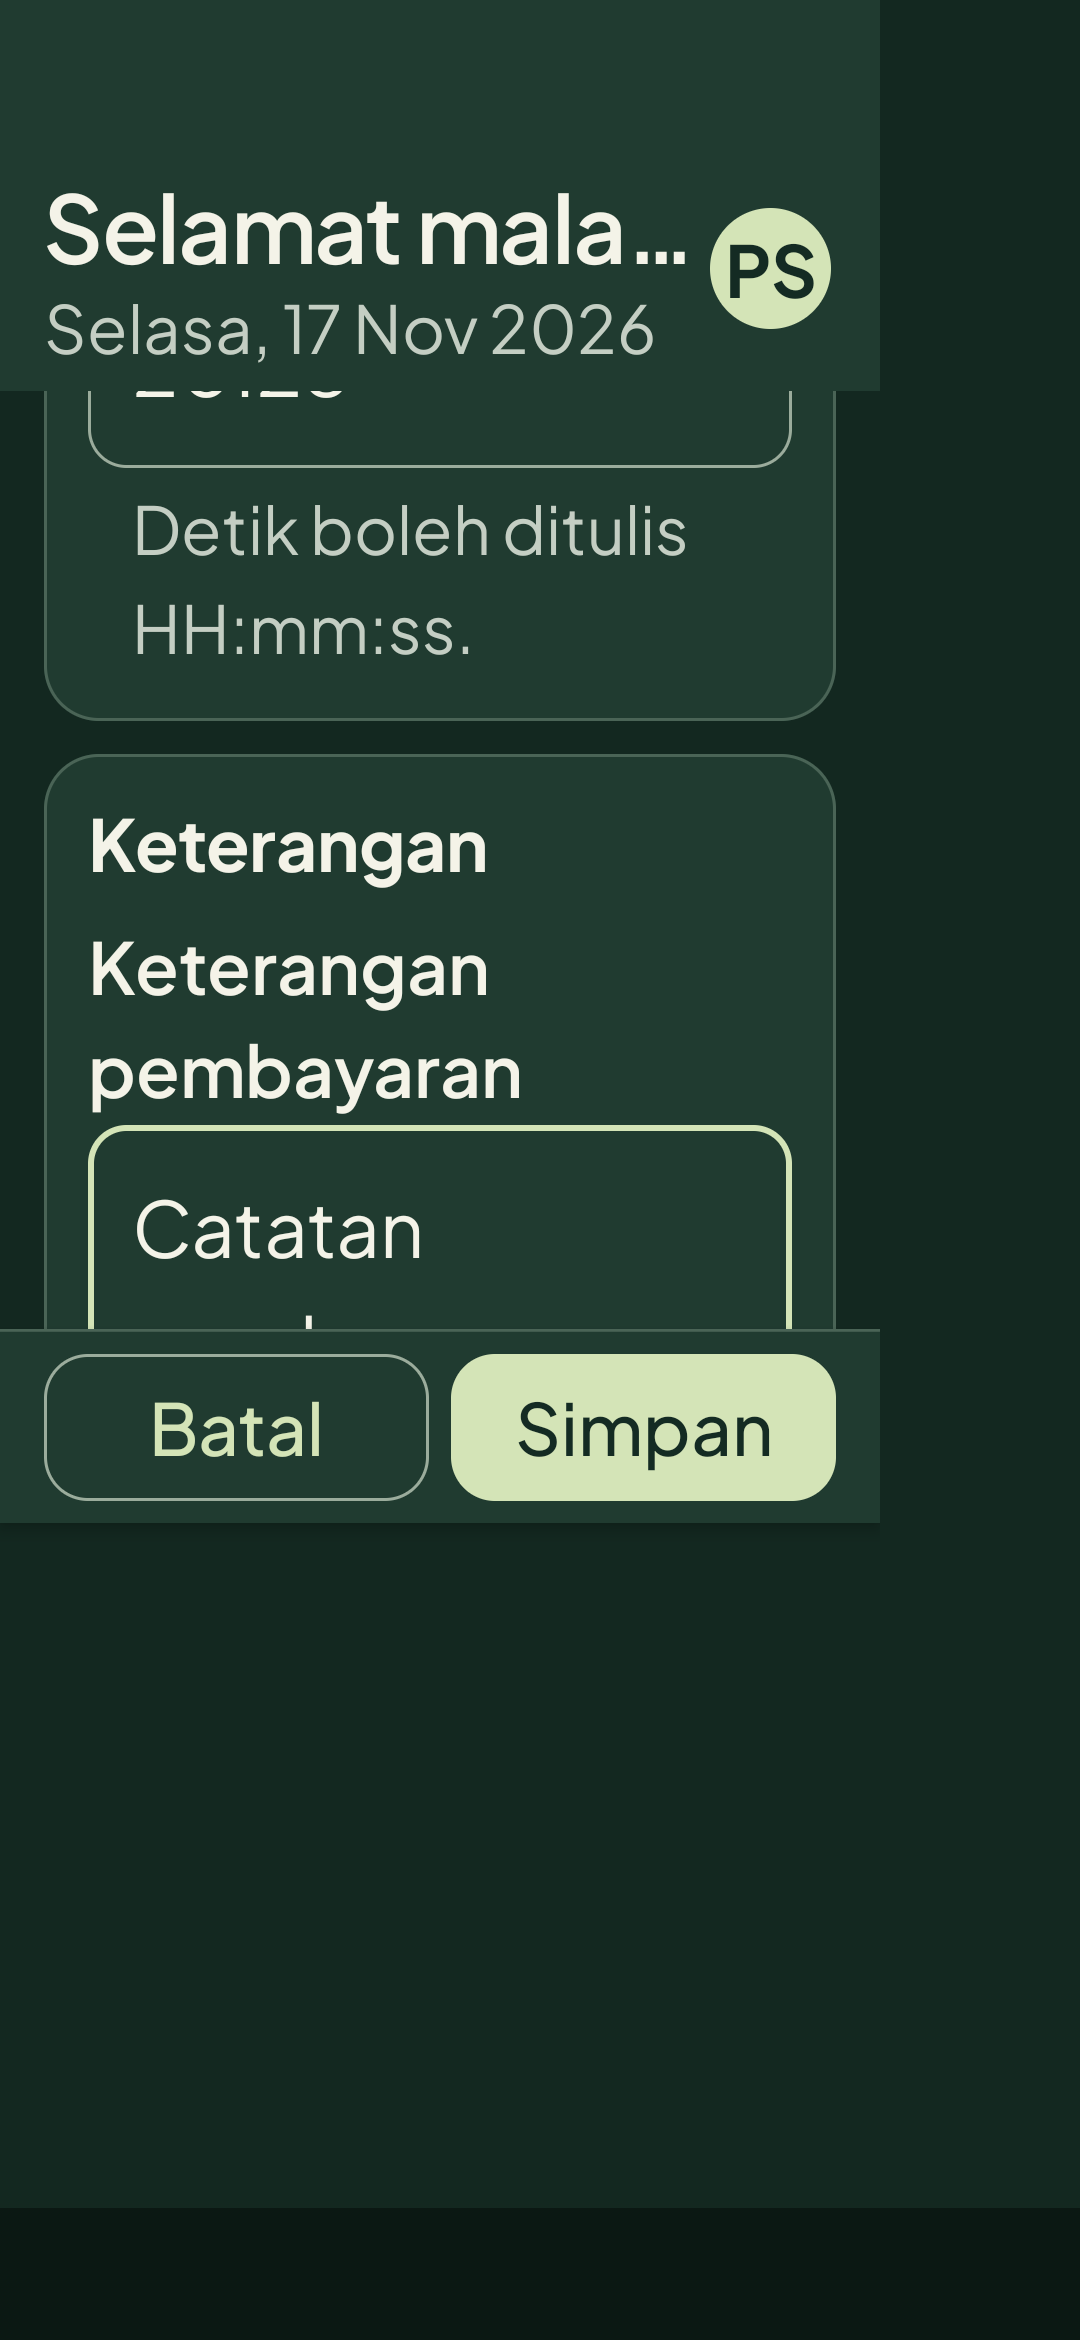 Selamat mala...
PS
Selasa, 17 Nov 2026
Detik boleh ditulis
HH:mm:ss.
Keterangan
Keterangan
pembayaran
Catatan
Batal
Simpan